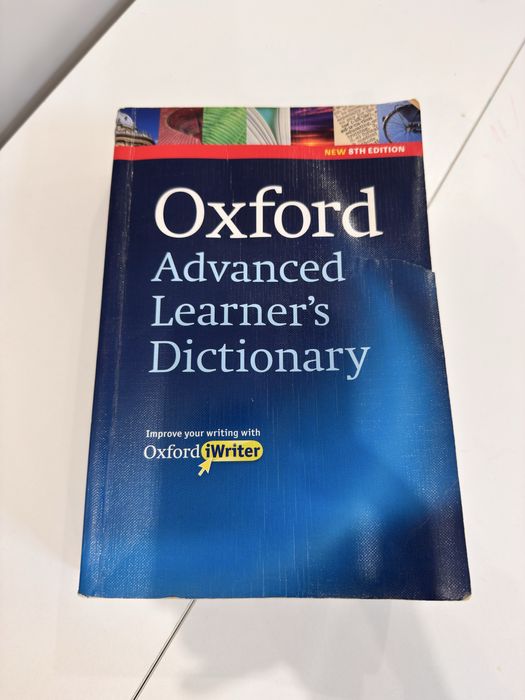 NEW 8TH EDITION
Oxford
Advanced
Learner's
Dictionary
Improve your writing with
Oxford iWriter